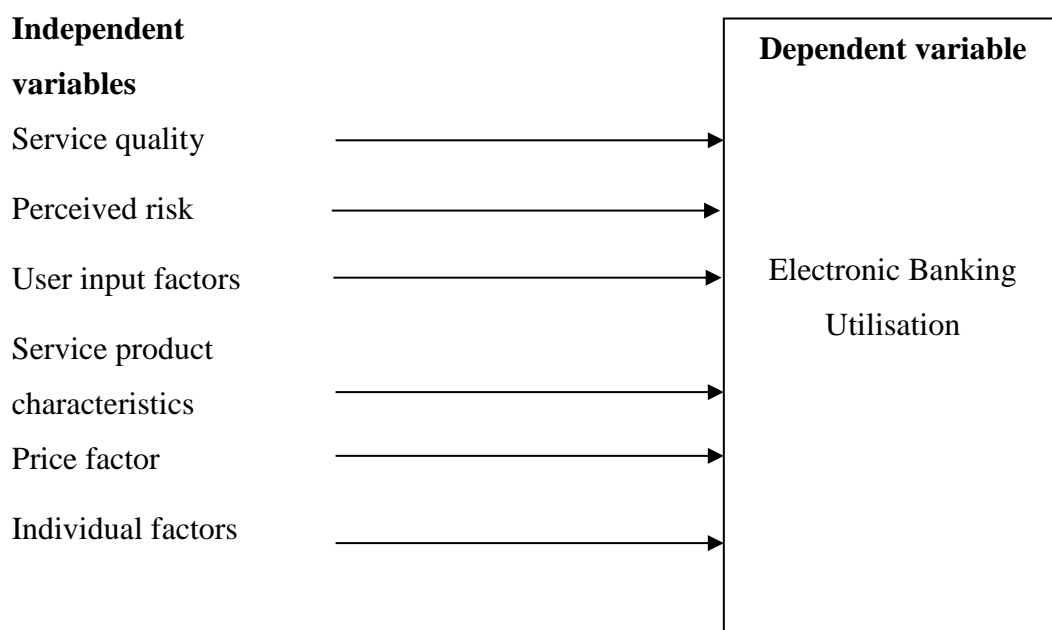 Independent
variables
Service quality
Perceived risk
User input factors
Service product
characteristics
Price factor
Individual factors
Dependent variable
Electronic Banking
Utilisation